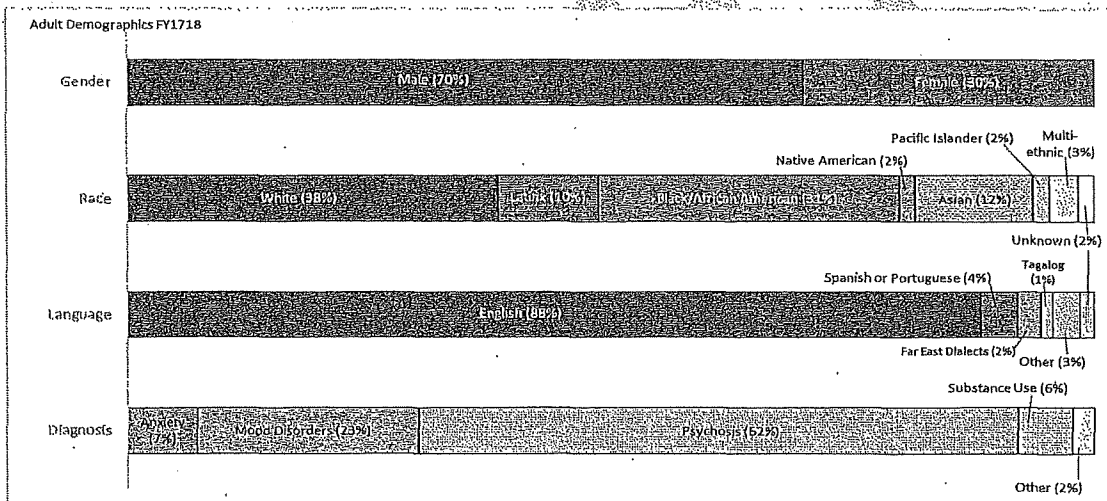 Adult Demographics FY1718
Gender
Male (70%)
Female (30%)
Race
White (38%)
Latinx (10%)
Black/African American (31%)
Native American (2%)
Asian (12%)
Pacific Islander (2%)
Multi-
ethnic (3%)
Unknown (2%)
Language
English (88%)
Spanish or Portuguese (4%)
Far East Dialects (2%)
Tagalog
(1%)
Other (3%)
Diagnosis
Anxiety
(7%)
Mood Disorders (23%)
Psychosis (62%)
Substance Use (6%)
Other (2%)